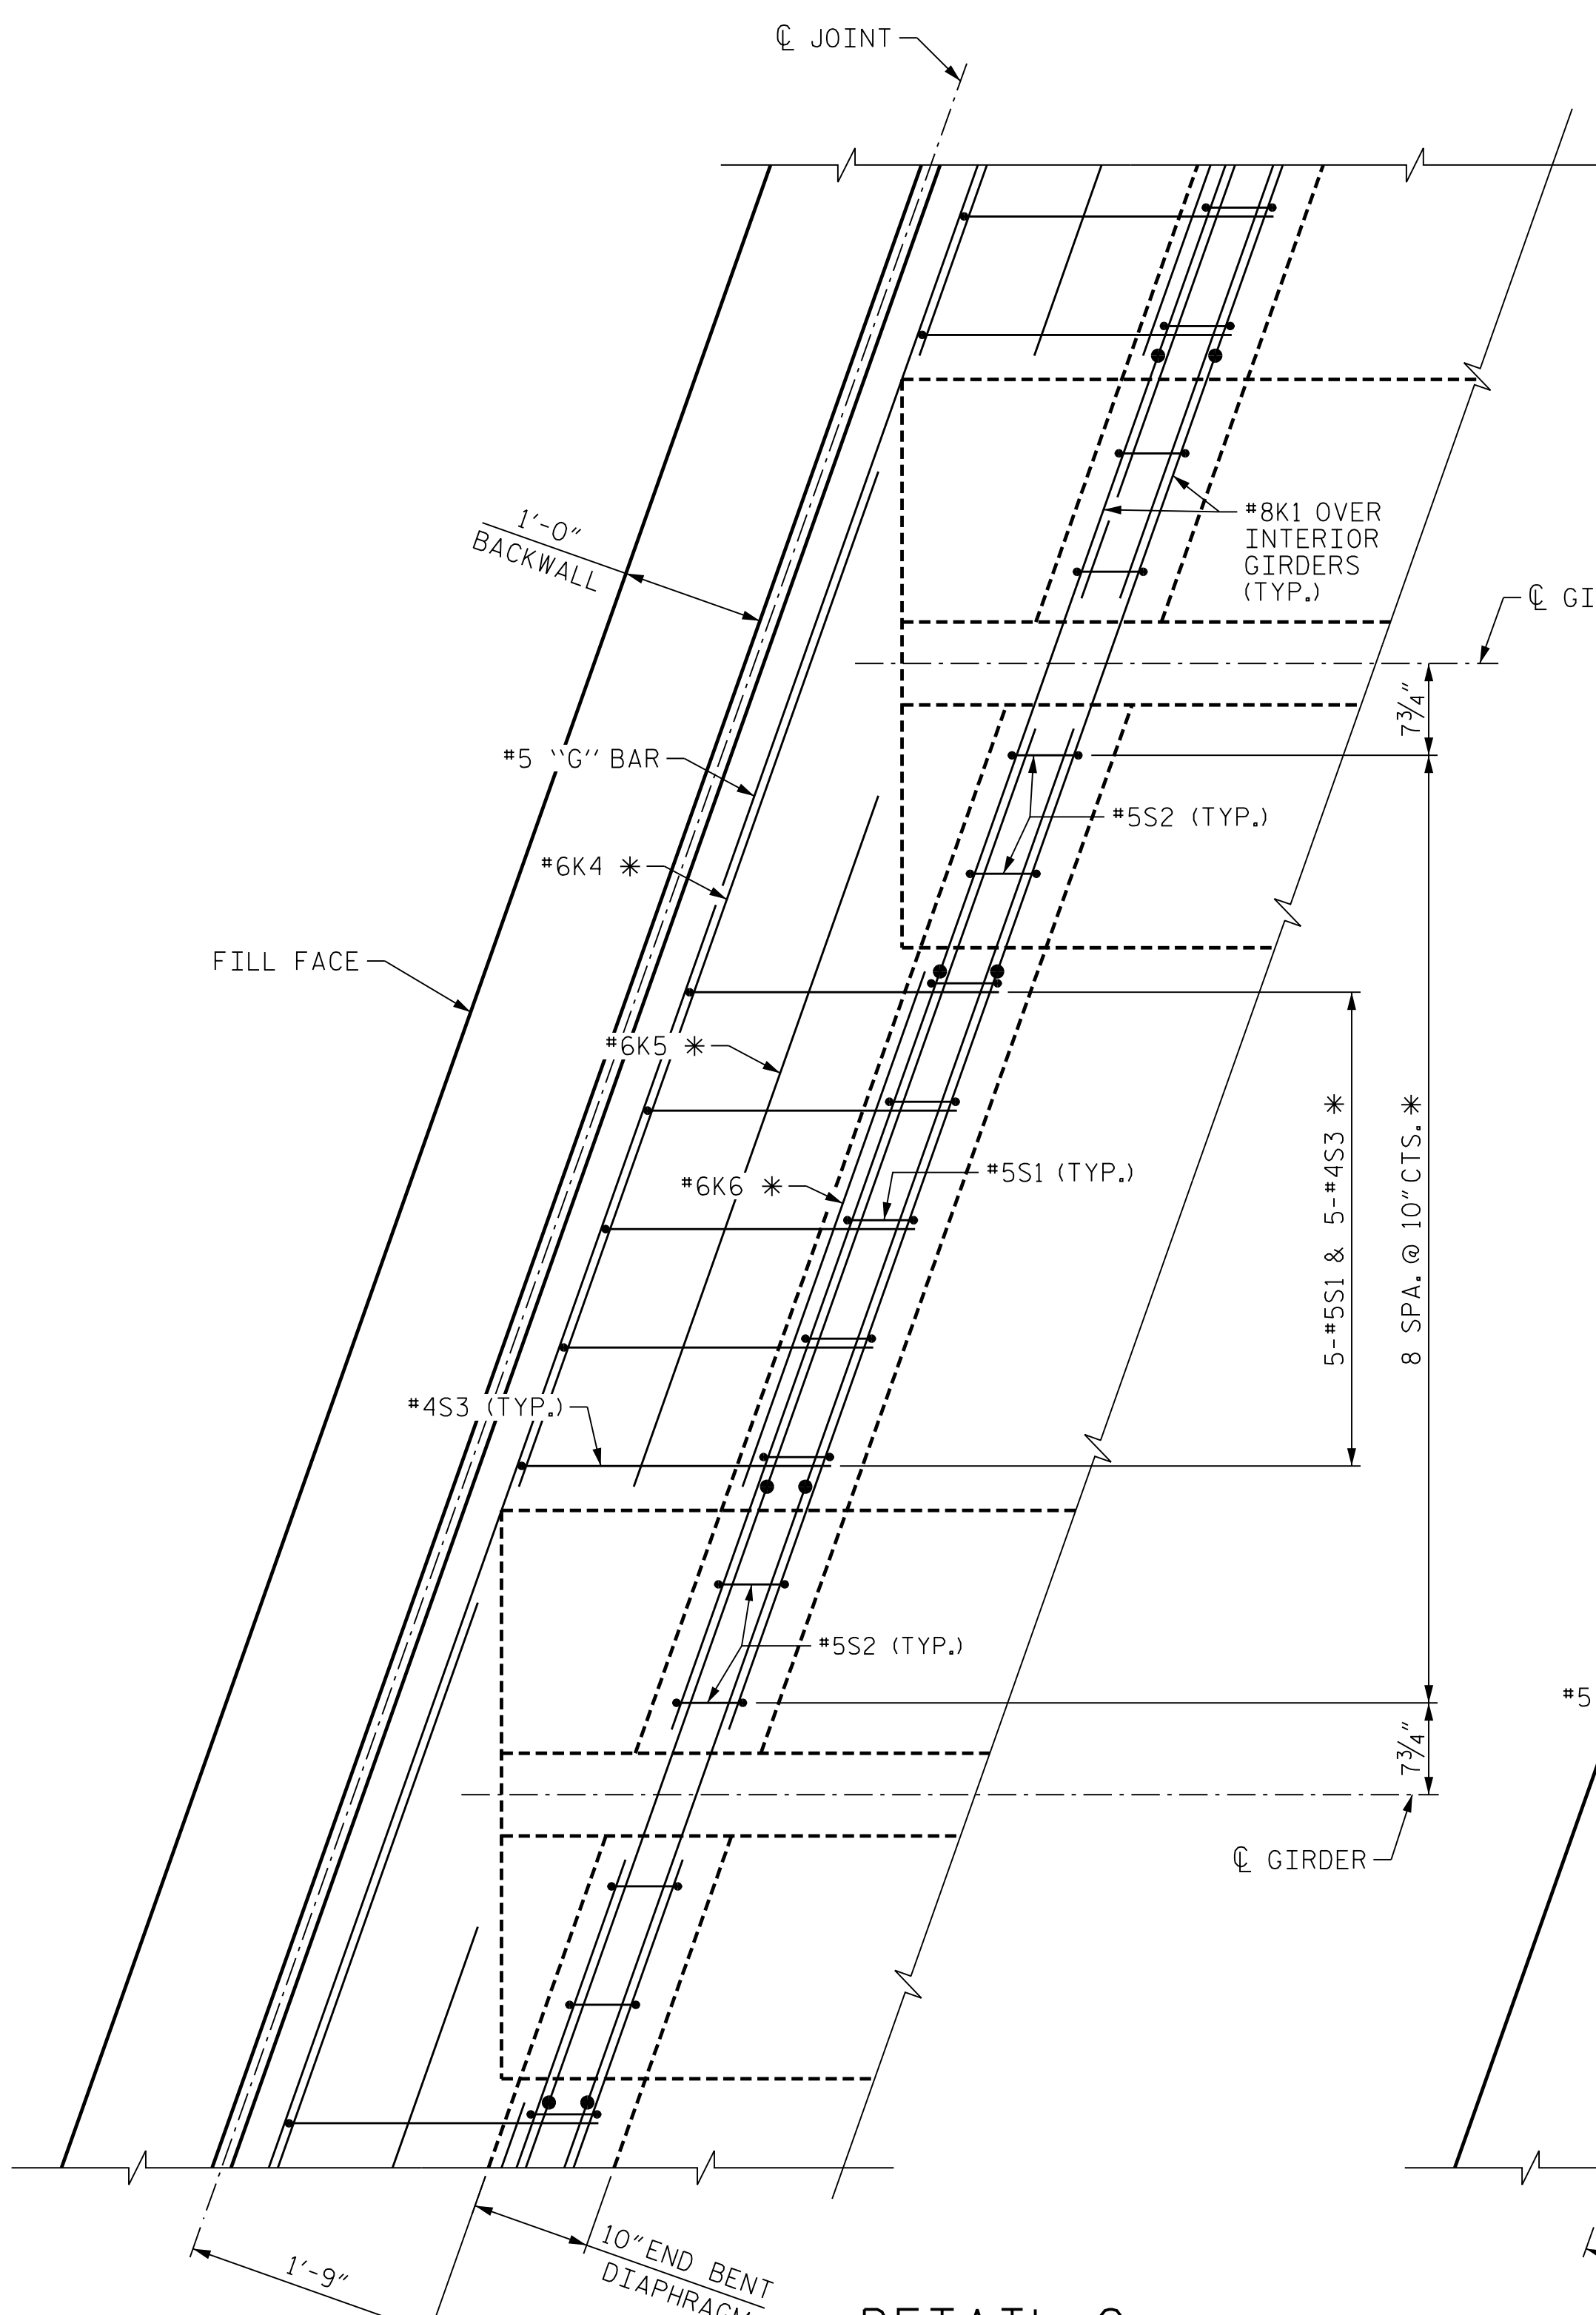 ℄ JOINT
1'-0"
BACKWALL
#8K1 OVER
INTERIOR
GIRDERS
(TYP.)
℄ GI
7¾"
#5 "G" BAR
#5S2 (TYP.)
#6K4 *
FILL FACE
#6K5 *
#6K6 *
#5S1 (TYP.)
5-#5S1 & 5-#4S3 *
8 SPA. @ 10" CTS. *
#4S3 (TYP.)
#5S2 (TYP.)
#5
7¾"
℄ GIRDER
10" END BENT
DIAPHRAGM
1'-9"